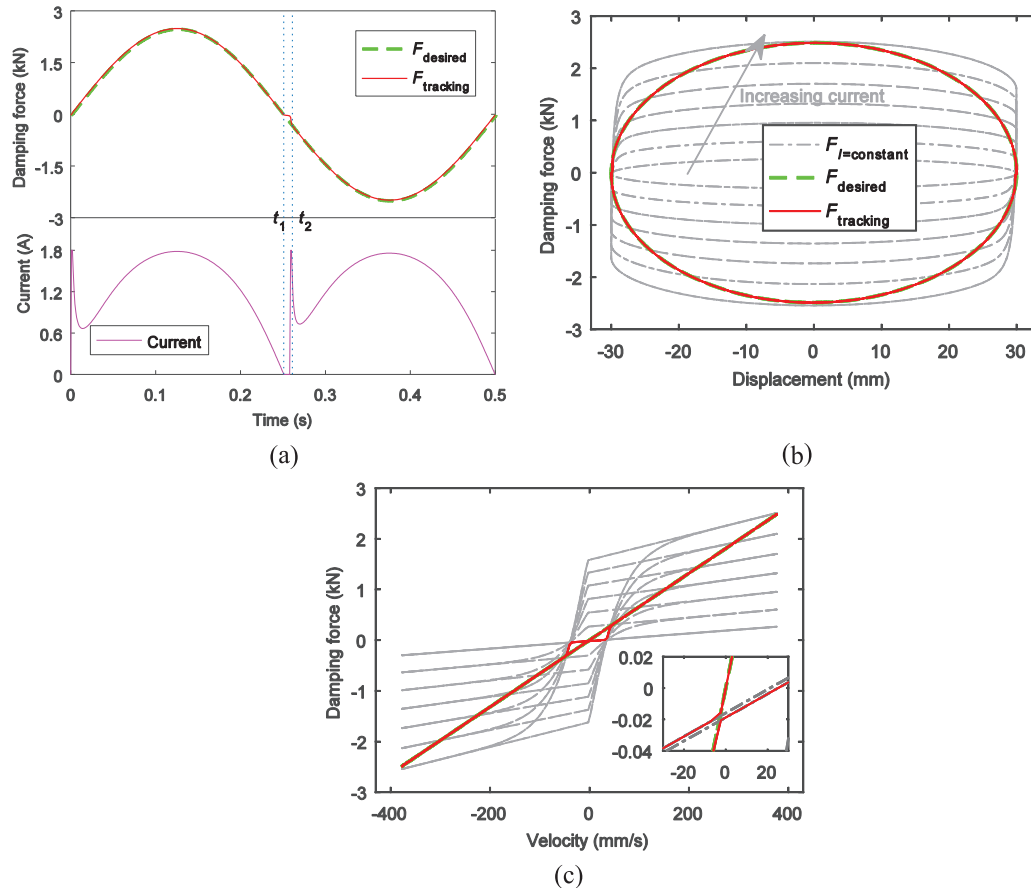 3
1.5
0
-1.5
-3
Damping force (kN)
F desired
F tracking
t1 t2
1.8
1.2
0.6
0
Current (A)
Current
0 0.1 0.2 0.3 0.4 0.5
Time (s)
(a)
3
2
1
0
-1
-2
-3
Damping force (kN)
Increasing current
F I=constant
F desired
F tracking
-30 -20 -10 0 10 20 30
Displacement (mm)
(b)
3
2
1
0
-1
-2
-3
Damping force (kN)
0.02
0
-0.02
-0.04
-20 0 20
-400 -200 0 200 400
Velocity (mm/s)
(c)